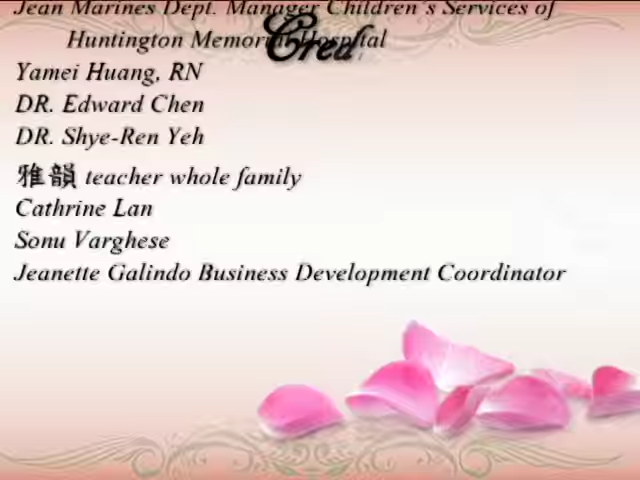 Jean Marines Dept. Manager Children's Services of
Huntington Memorial Hospital
Cred
Yamei Huang, RN
DR. Edward Chen
DR. Shye-Ren Yeh
雅韻 teacher whole family
Cathrine Lan
Sonu Varghese
Jeanette Galindo Business Development Coordinator